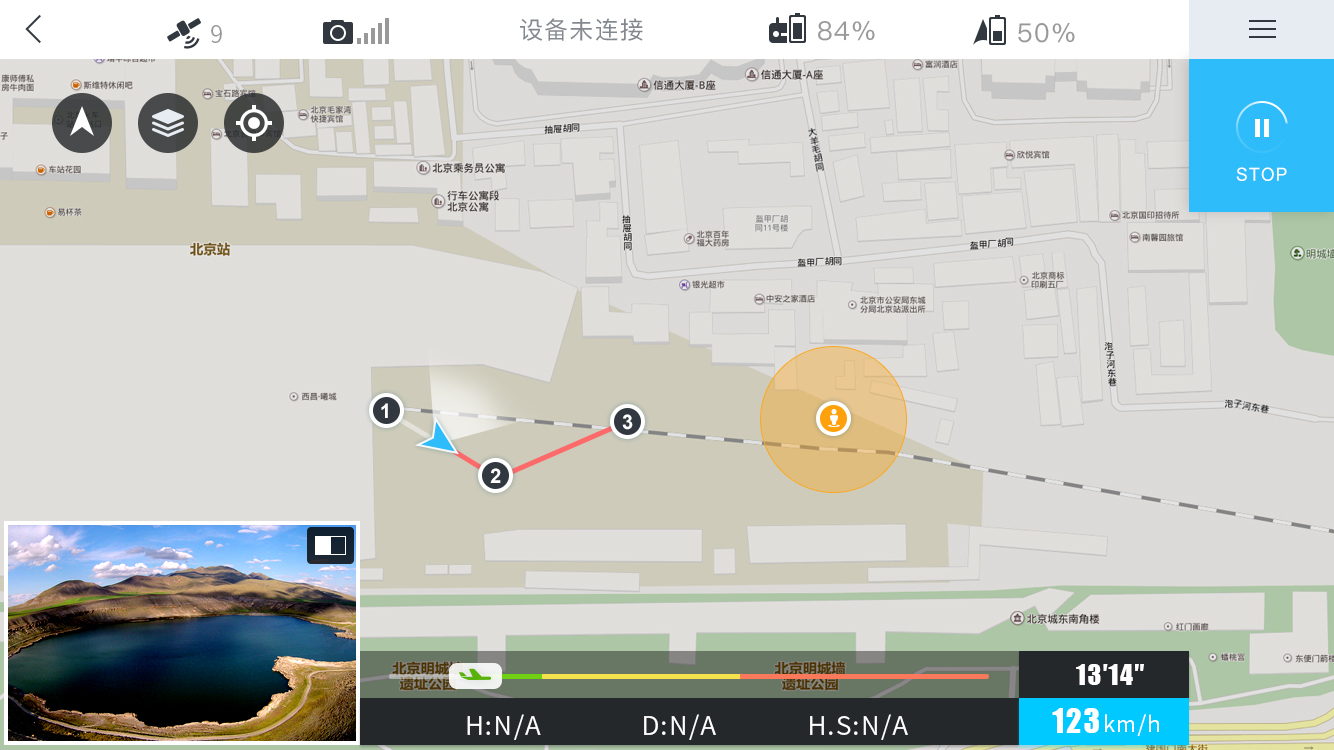 9
设备未连接
84%
50%
STOP
康师傅私
房牛肉面
斯维特休闲吧
信通大厦-B座
信通大厦-A座
富润酒店
北京毛家湾
快捷宾馆
抽屉胡同
大羊毛胡同
欣悦宾馆
车站花园
北京乘务员公寓
行车公寓段
北京公寓
易杯茶
北京站
抽屉胡同
北京百年
福大药房
盔甲厂胡
同11号楼
盔甲厂胡同
盔甲厂胡同
北京国印招待所
南馨园旅馆
明城墙
银光超市
中安之家酒店
北京市公安局东城
分局北京站派出所
北京商标
印刷五厂
泡子河东巷
泡子河东巷
西昌·曦城
1
2
3
北京城东南角楼
红门画廊
蟠桃宫
东便门箭楼
北京明城墙
遗址公园
北京明城墙
遗址公园
13'14"
H:N/A
D:N/A
H.S:N/A
123 km/h